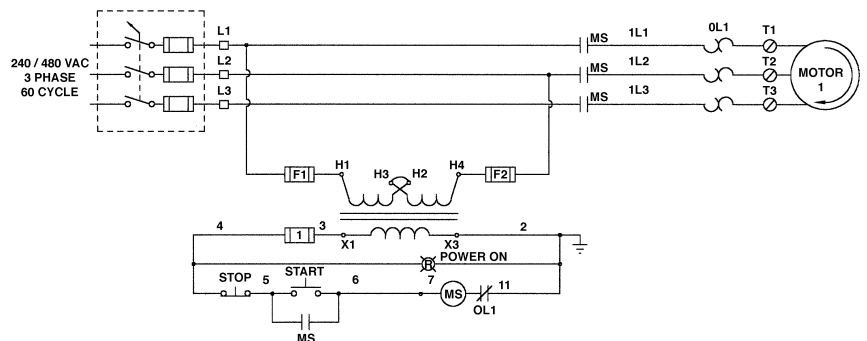 L1
MS
1L1
0L1
T1
240 / 480 VAC
3 PHASE
60 CYCLE
L2
MS
1L2
T2
MOTOR
1
L3
MS
1L3
T3
F1
H1
H3
H2
H4
F2
4
1
3
X1
X3
2
R
POWER ON
STOP
5
START
6
7
MS
11
OL1
MS